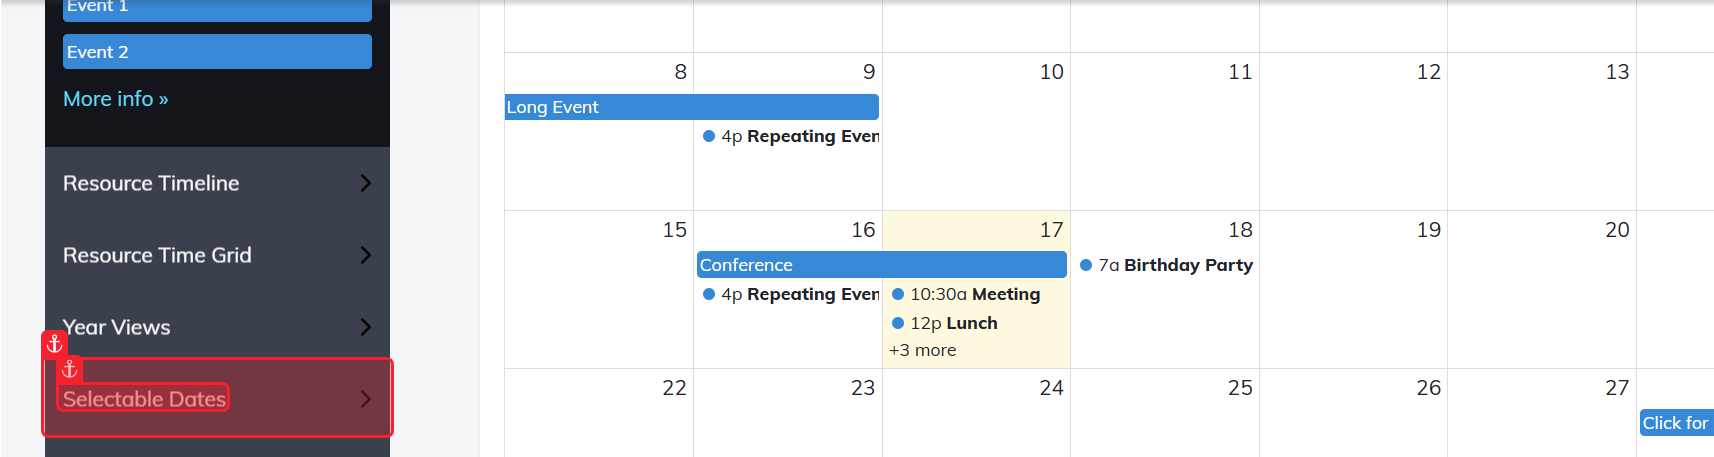 Event 1
Event 2
More info »
Resource Timeline
Resource Time Grid
Year Views
Selectable Dates
8 9 10 11 12 13
Long Event
4p Repeating Even
15 16 17 18 19 20
Conference
7a Birthday Party
4p Repeating Even
10:30a Meeting
12p Lunch
+3 more
22 23 24 25 26 27
Click for